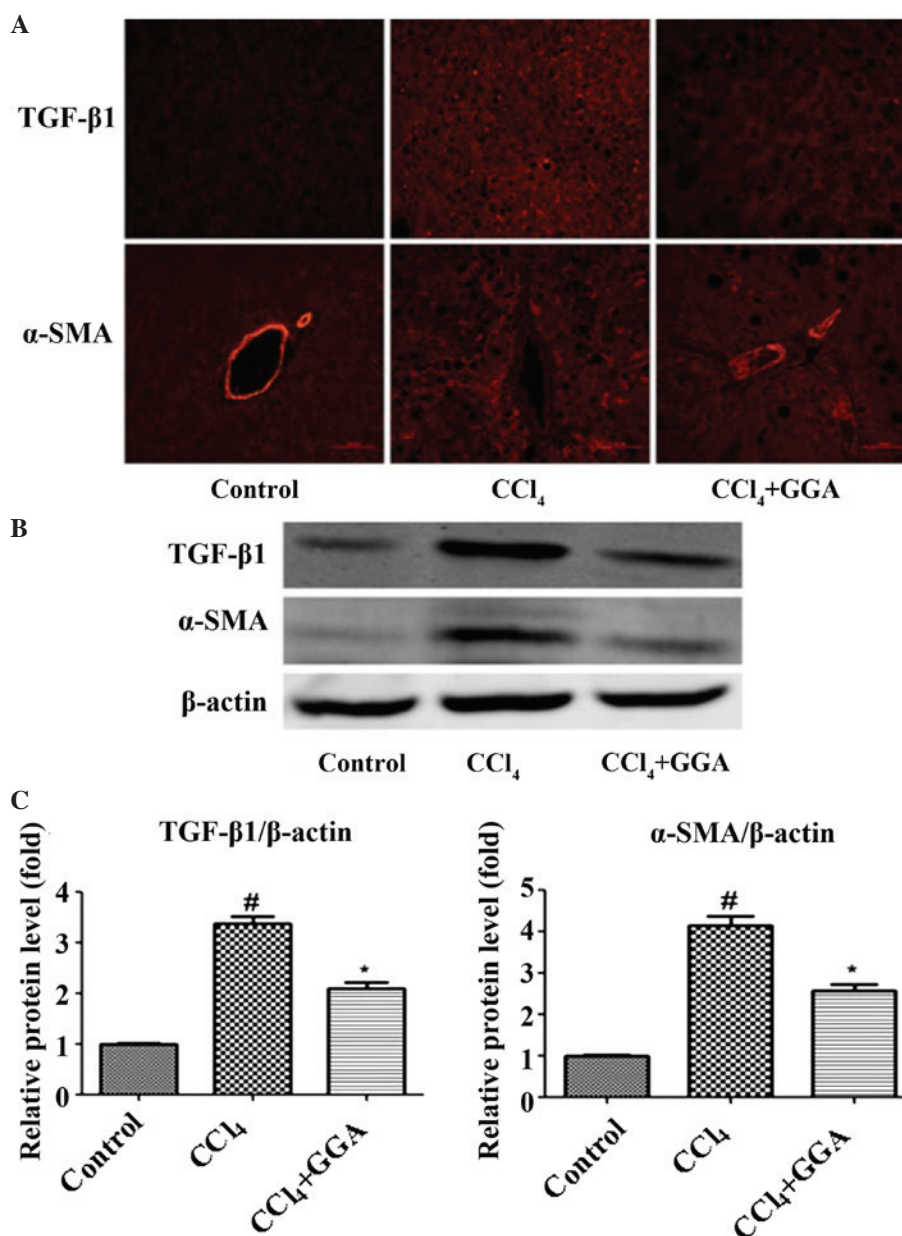 A
TGF-β1
α-SMA
Control CCl₄ CCl₄+GGA
B
TGF-β1
α-SMA
β-actin
Control CCl₄ CCl₄+GGA
C
TGF-β1/β-actin
Relative protein level (fold)
4
3
2
1
0
#
*
Control
CCl₄
CCl₄+GGA
α-SMA/β-actin
Relative protein level (fold)
5
4
3
2
1
0
#
*
Control
CCl₄
CCl₄+GGA